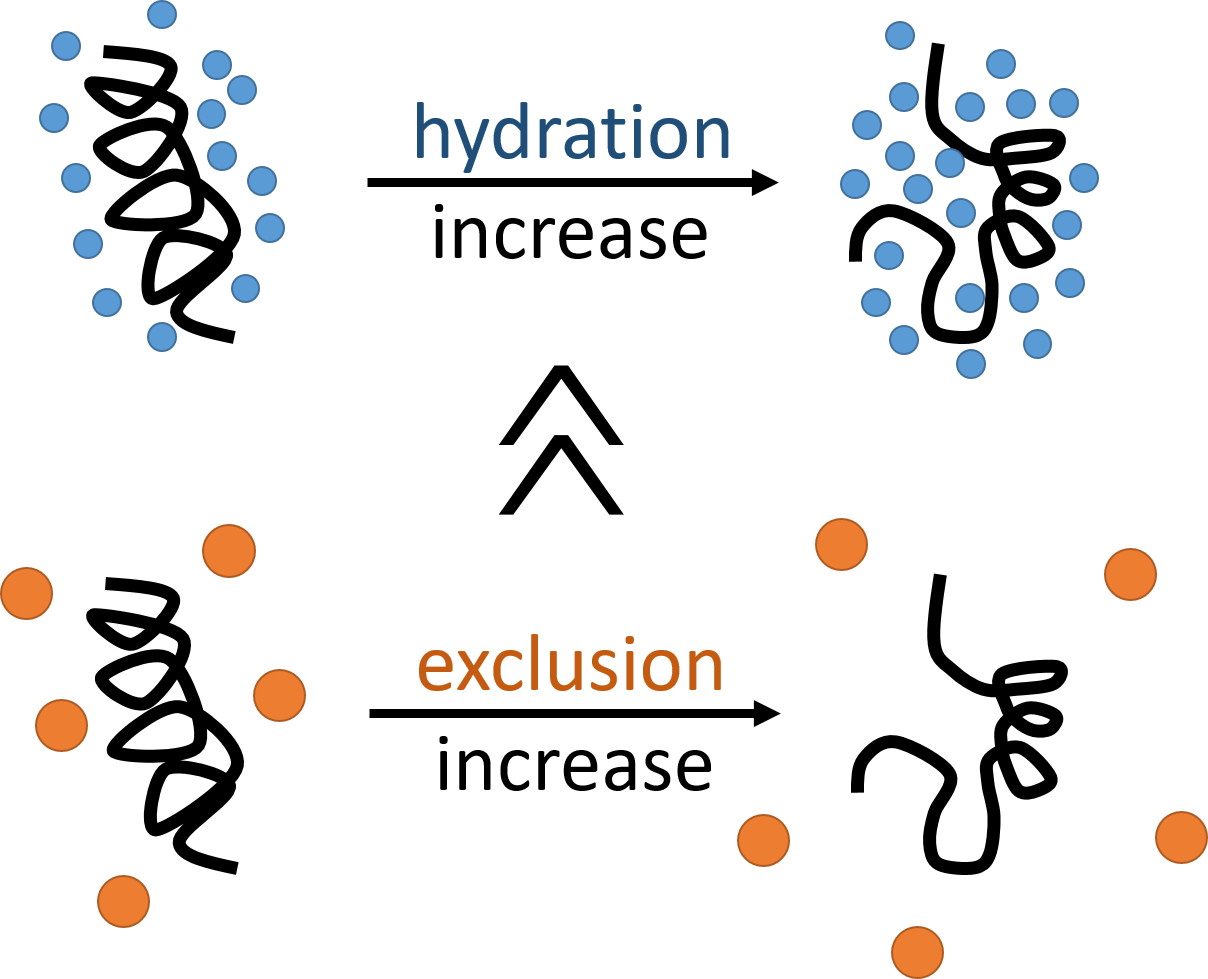 hydration
increase
exclusion
increase